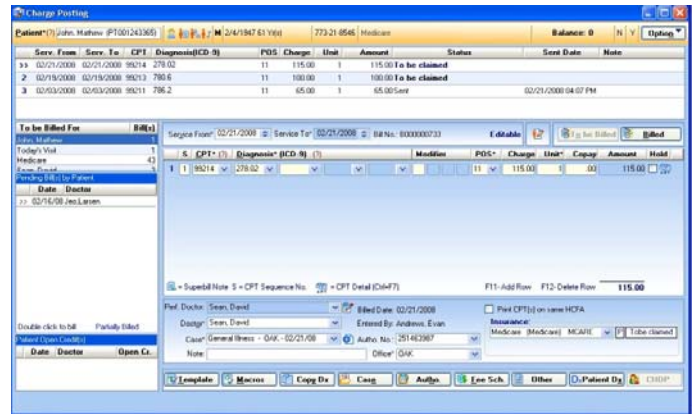 Charge Posting
Patient*(?) John, Mathew (PT001243365) M 2/4/1947 61 Yr(s) 773-21-8546 Medicare Balance: 0 N Y Option
Serv. From Serv. To CPT Diagnosis(ICD-9) POS Charge Unit Amount Status Sent Date Note
>> 02/21/2008 02/21/2008 99214 278.02 11 115.00 1 115.00 To be claimed
2 02/19/2008 02/19/2008 99213 780.6 11 100.00 1 100.00 To be claimed
3 02/03/2008 02/03/2008 99211 786.2 11 65.00 1 65.00 Sent 02/21/2008 04:07 PM
To be Billed For Bill(s)
John, Mathew 1
Today's Visit 1
Medicare 43
Sean, David
Pending Bill(s) by Patient
Date Doctor
>> 02/16/08 Jeo,Larsen
Double click to bill Partially Billed
Patient Open Credit(s)
Date Doctor Open Cr.
Service From* 02/21/2008 Service To* 02/21/2008 Bill No.: B000000733 Editable To be Billed Billed
S CPT* (?) Diagnosis* (ICD-9) (?) Modifier POS* Charge Unit* Copay Amount Hold
1 1 99214 278.02 11 115.00 1 .00 115.00
= Superbill Note S = CPT Sequence No. = CPT Detail (Ctrl+F7) F11- Add Row F12- Delete Row 115.00
Perf. Doctor: Sean, David Billed Date: 02/21/2008 Print CPT(s) on same HCFA
Doctor* Sean, David Entered By: Andrews, Evan Insurance:
Case* General Illness - OAK - 02/21/08 Autho. No.: 251463987 Medicare (Medicare) MCARE P Tobe claimed
Note: Office* OAK
Template Macros Copy Dx Case Autho. Fee Sch. Other Patient Dx CHDP